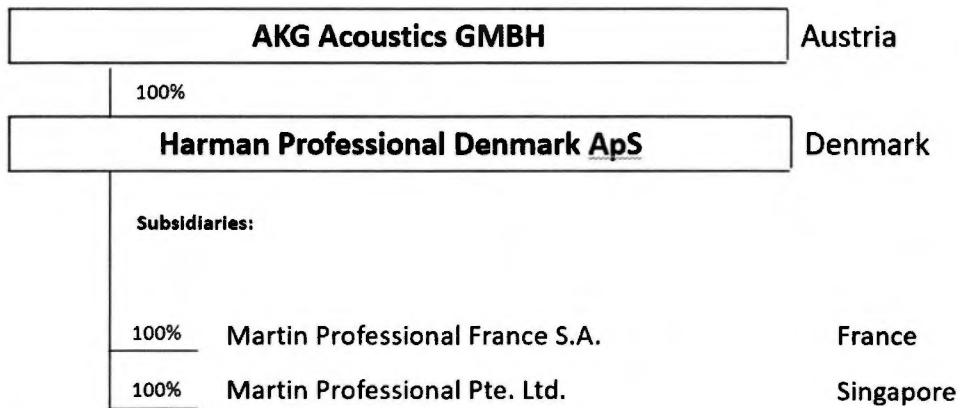 AKG Acoustics GMBH Austria
100%
Harman Professional Denmark ApS Denmark
Subsidiaries:
100% Martin Professional France S.A. France
100% Martin Professional Pte. Ltd. Singapore